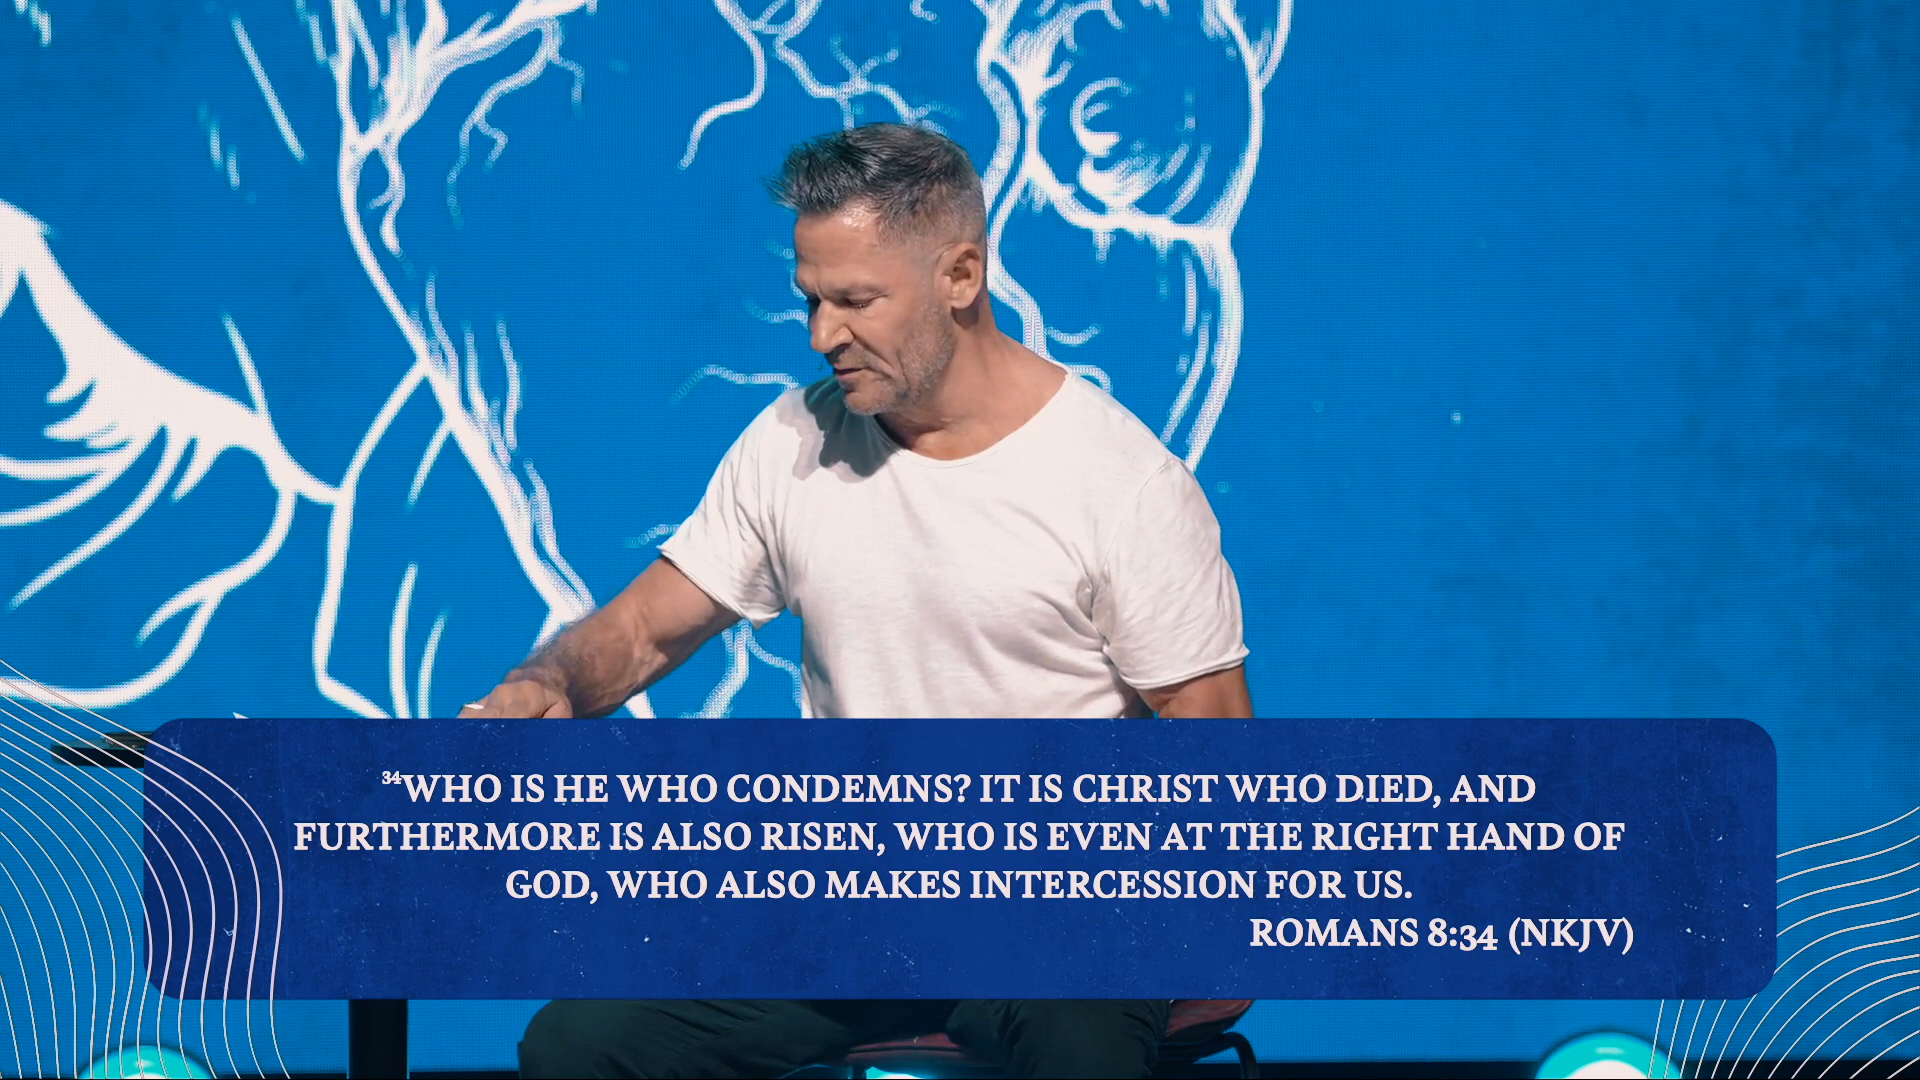 ³⁴WHO IS HE WHO CONDEMNS? IT IS CHRIST WHO DIED, AND
FURTHERMORE IS ALSO RISEN, WHO IS EVEN AT THE RIGHT HAND OF
GOD, WHO ALSO MAKES INTERCESSION FOR US.
ROMANS 8:34 (NKJV)